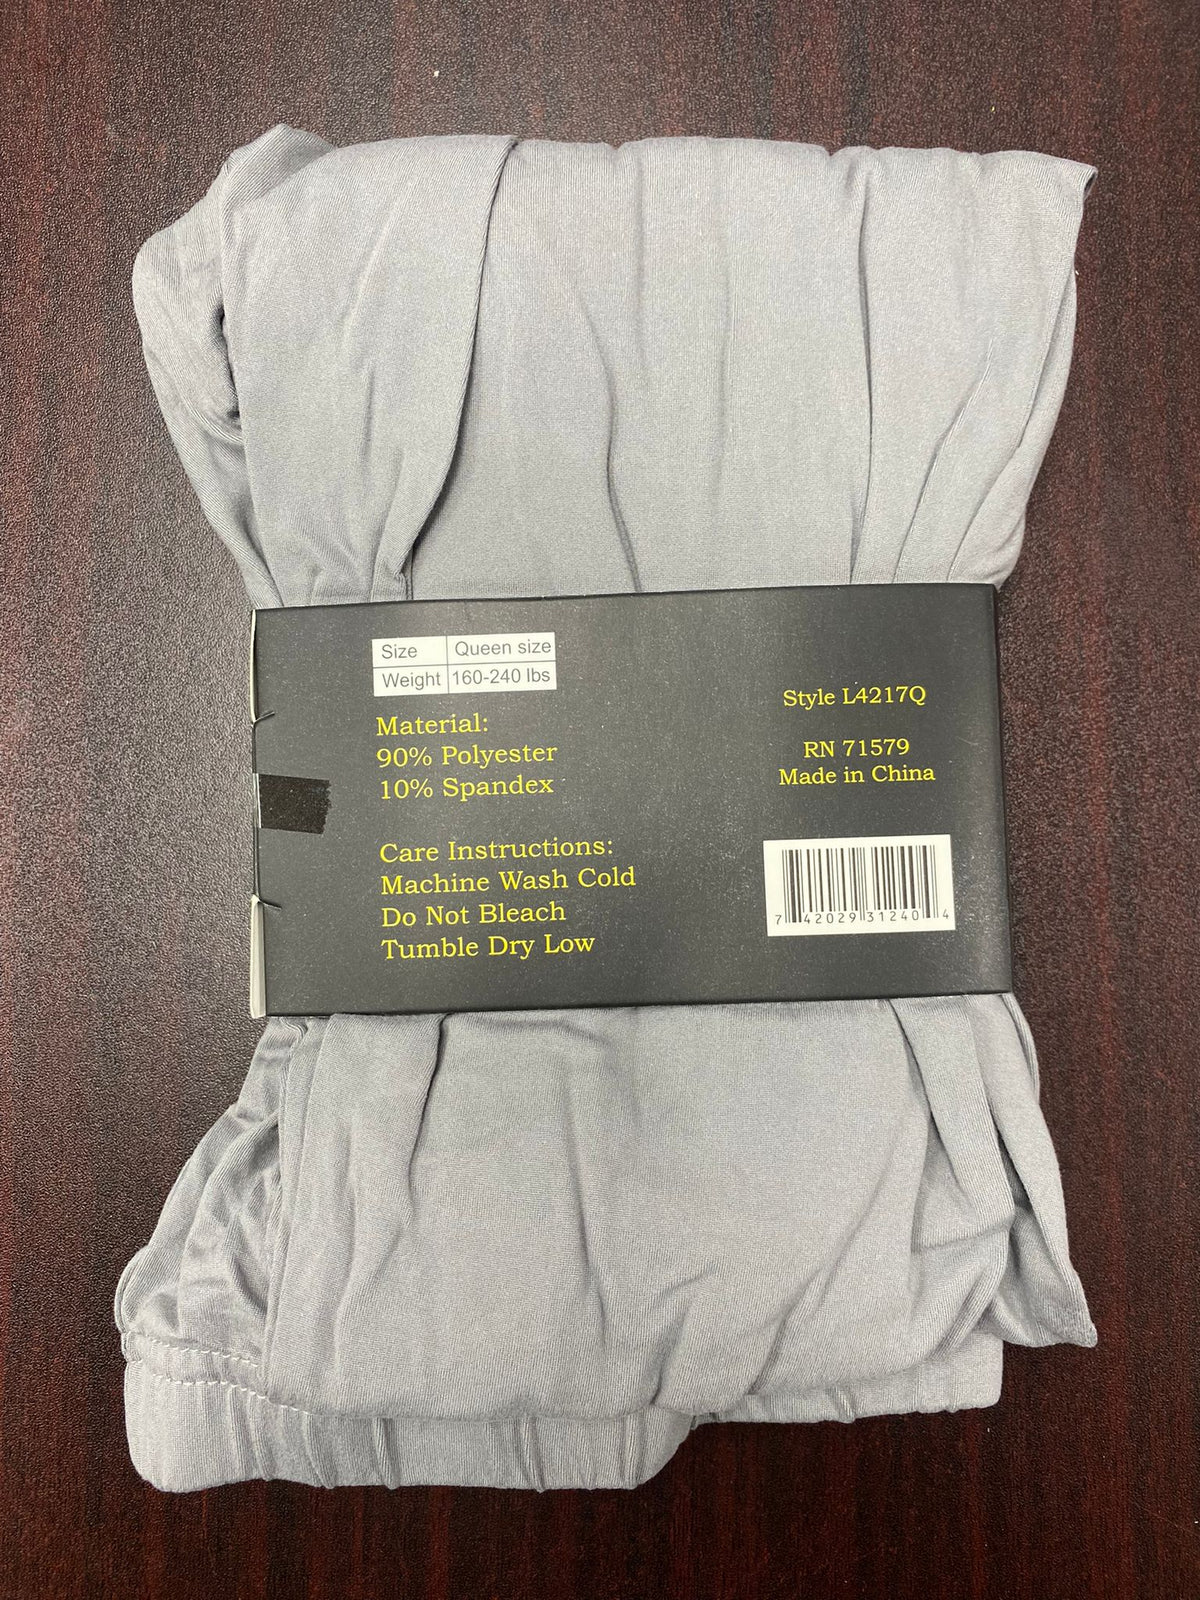 Size Queen size
Weight 160-240 lbs
Material:
90% Polyester
10% Spandex
Care Instructions:
Machine Wash Cold
Do Not Bleach
Tumble Dry Low
Style L4217Q
RN 71579
Made in China
7 42029 31240 4